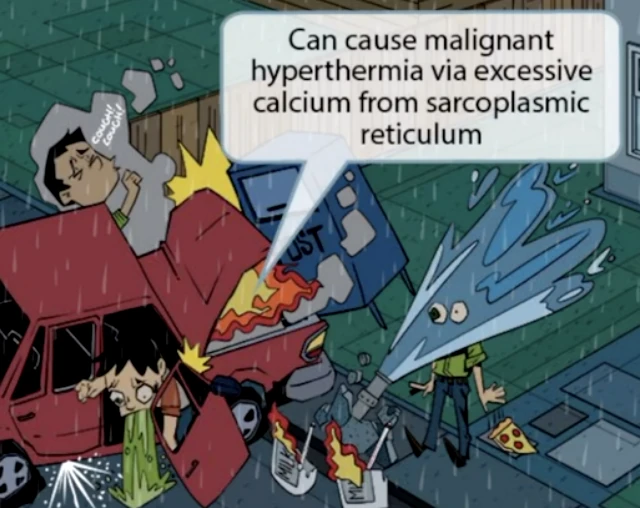 Can cause malignant
hyperthermia via excessive
calcium from sarcoplasmic
reticulum
COUGH!
COUGH!